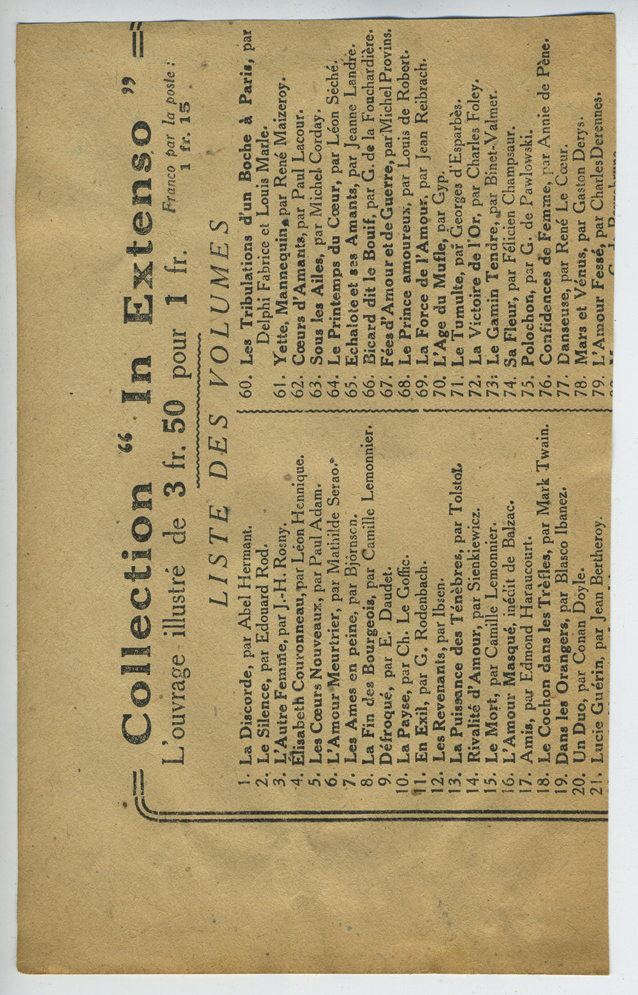 Collection “ In Extenso ”
L'ouvrage illustré de 3 fr. 50 pour 1 fr.
Franco par la poste :
1 fr. 15
LISTE DES VOLUMES
1. La Discorde, par Abel Hermant.
2. Le Silence, par Edouard Rod.
3. L'Autre Femme, par J.-H. Rosny.
4. Élisabeth Couronneau, par Léon Hennique.
5. Les Cœurs Nouveaux, par Paul Adam.
6. L'Amour Meurtrier, par Mathilde Serao.
7. Les Ames en peine, par Bjornson.
8. La Fin des Bourgeois, par Camille Lemonnier.
9. Défroqué, par E. Daudet.
10. La Payse, par Ch. Le Goffic.
11. En Exil, par G. Rodenbach.
12. Les Revenants, par Ibsen.
13. La Puissance des Ténèbres, par Tolstoï.
14. Rivalité d'Amour, par Sienkiewicz.
15. Le Mort, par Camille Lemonnier.
16. L'Amour Masqué, inédit de Balzac.
17. Amis, par Edmond Haraucourt.
18. Le Cochon dans les Trèfles, par Mark Twain.
19. Dans les Orangers, par Blasco Ibanez.
20. Un Duo, par Conan Doyle.
21. Lucie Guérin, par Jean Bertheroy.
60. Les Tribulations d'un Boche à Paris, par
Delphi Fabrice et Louis Marle.
61. Yette, Mannequin, par René Maizeroy.
62. Cœurs d'Amants, par Paul Lacour.
63. Sous les Ailes, par Michel Corday.
64. Le Printemps du Cœur, par Léon Séché.
65. Echalote et ses Amants, par Jeanne Landre.
66. Bicard dit le Bouif, par G. de la Fouchardière.
67. Fées d'Amour et de Guerre, par Michel Provins.
68. Le Prince amoureux, par Louis de Robert.
69. La Force de l'Amour, par Jean Reibrach.
70. L'Age du Mufle, par Gyp.
71. Le Tumulte, par Georges d'Esparbès.
72. La Victoire de l'Or, par Charles Foley.
73. Le Gamin Tendre, par Binet-Valmer.
74. Sa Fleur, par Félicien Champsaur.
75. Polochon, par G. de Pawlowski.
76. Confidences de Femme, par Annie de Pène.
77. Danseuse, par René Le Cœur.
78. Mars et Vénus, par Gaston Derys.
79. L'Amour Fessé, par Charles Derennes.